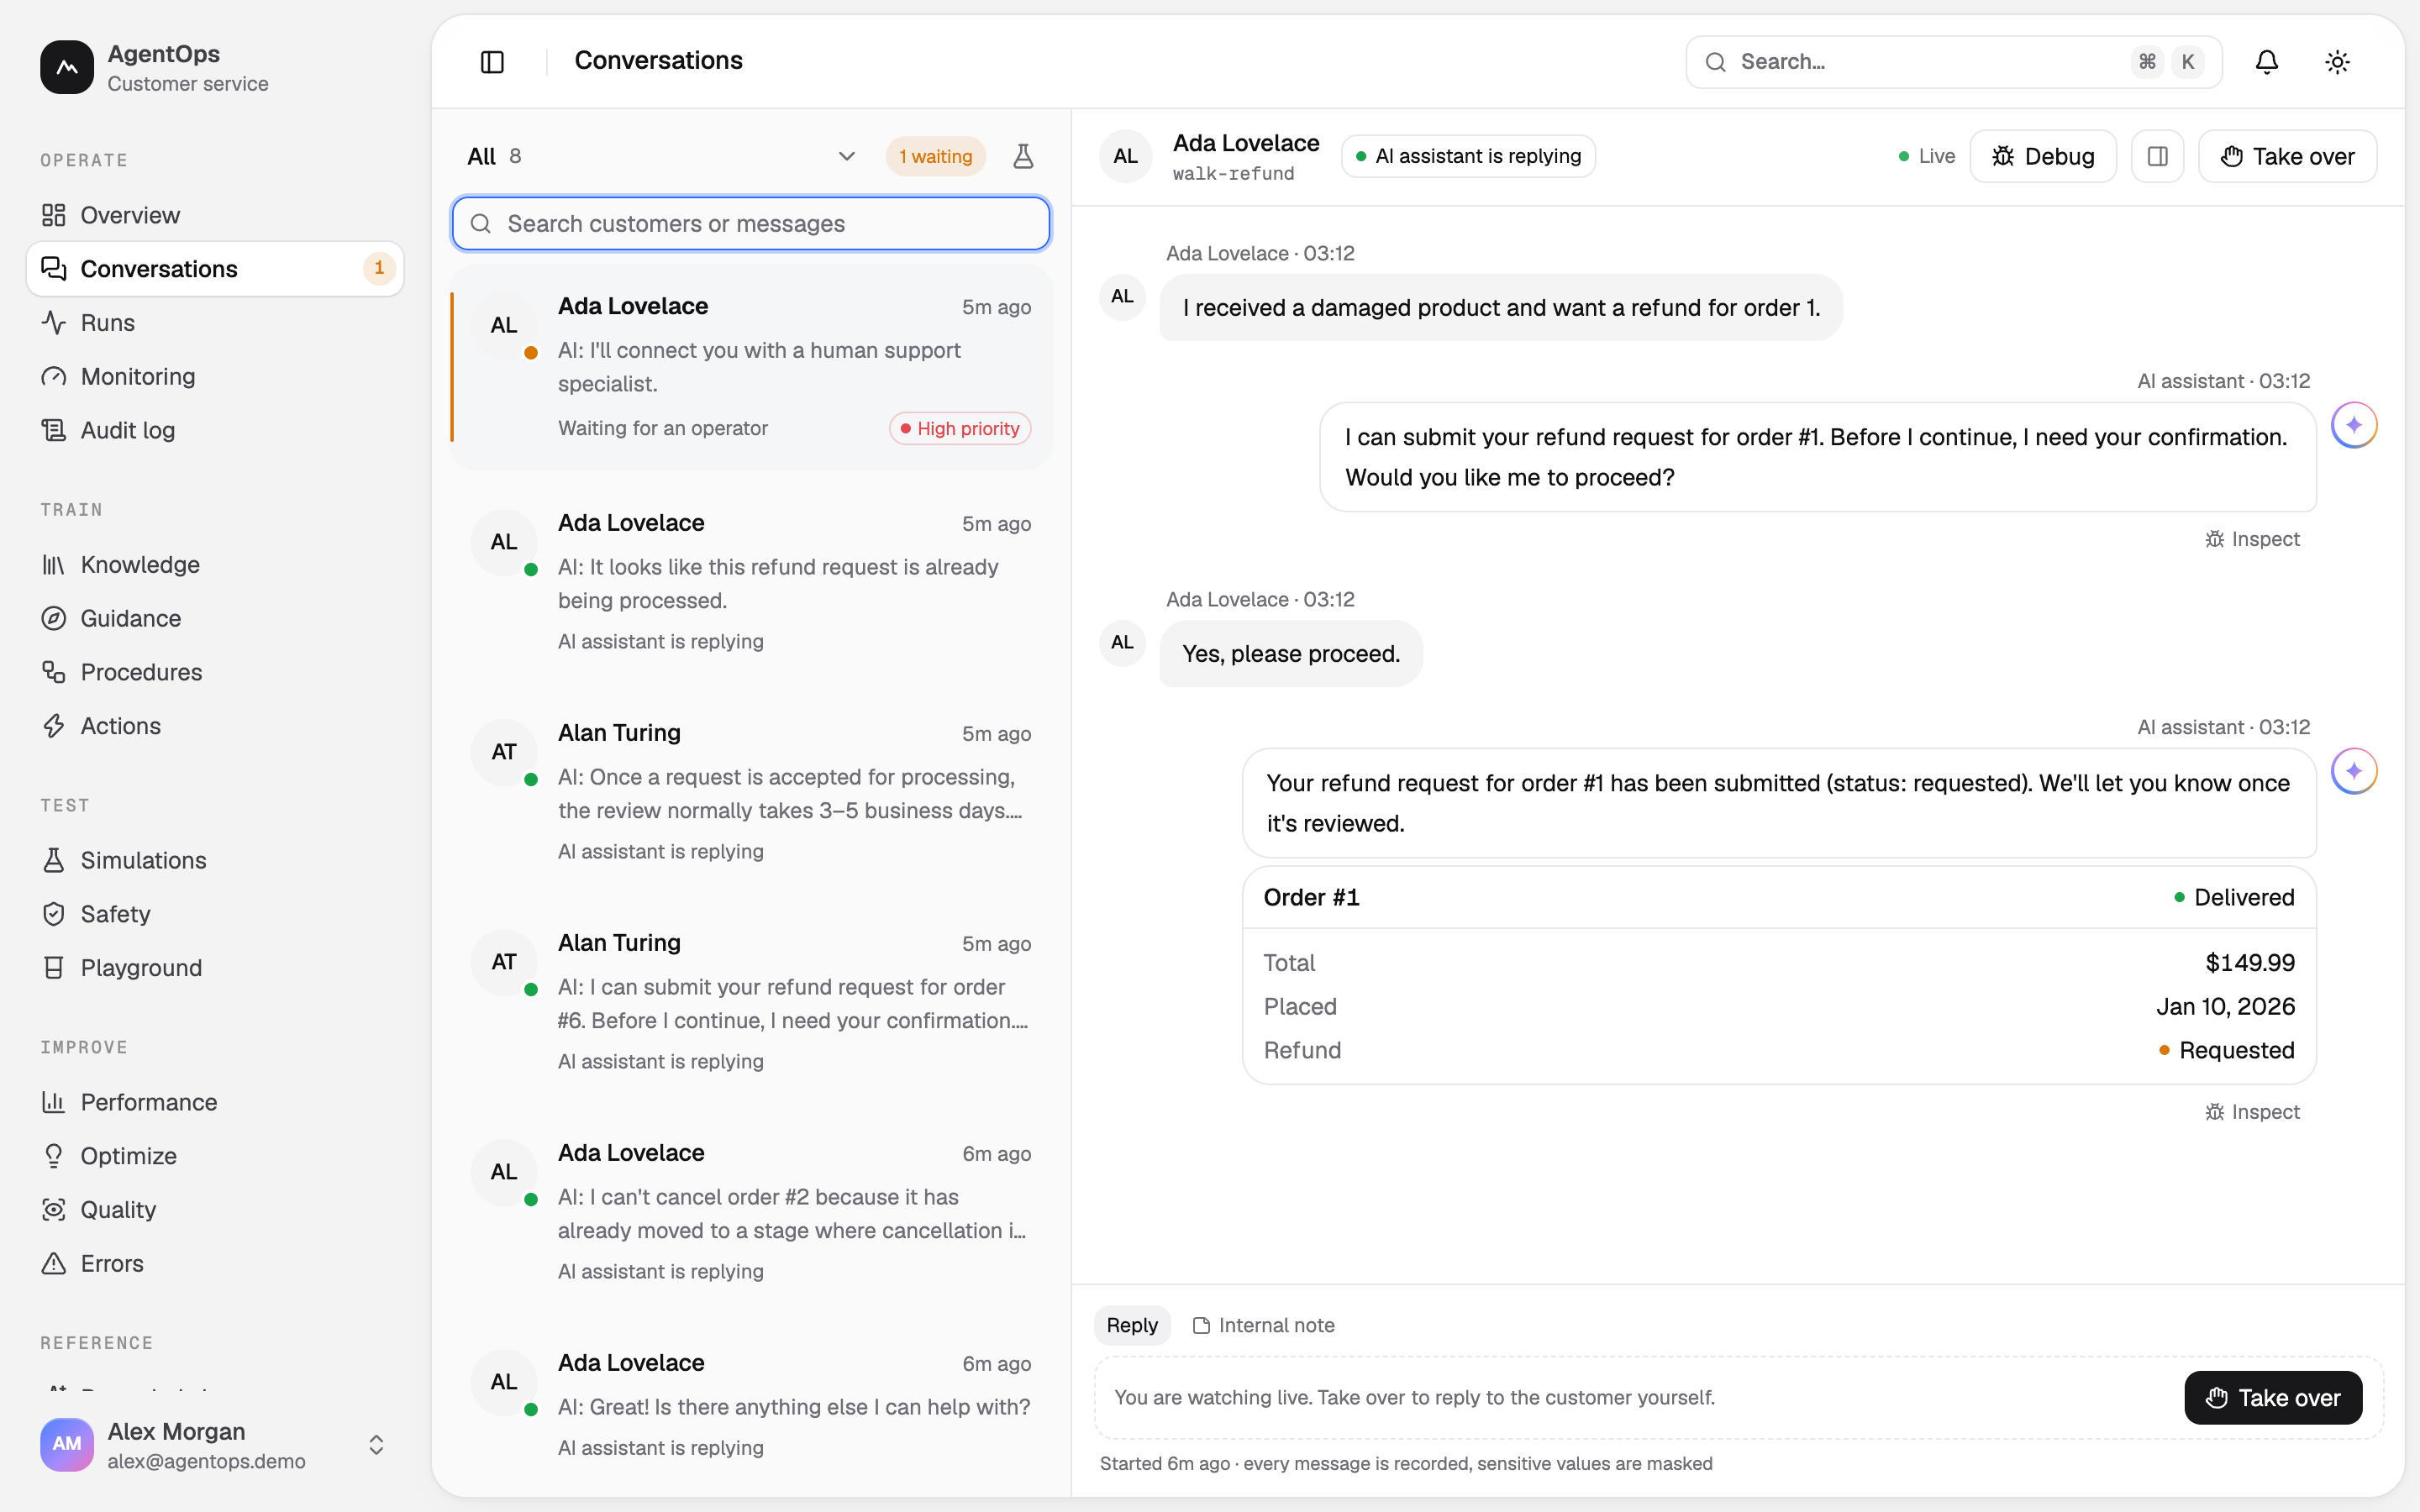 AgentOps
Customer service
OPERATE
Overview
Conversations 1
Runs
Monitoring
Audit log
TRAIN
Knowledge
Guidance
Procedures
Actions
TEST
Simulations
Safety
Playground
IMPROVE
Performance
Optimize
Quality
Errors
REFERENCE
AM
Alex Morgan
alex@agentops.demo
Conversations
Search... ⌘ K
All 8
1 waiting
Search customers or messages
AL
Ada Lovelace 5m ago
AI: I'll connect you with a human support
specialist.
Waiting for an operator High priority
AL
Ada Lovelace 5m ago
AI: It looks like this refund request is already
being processed.
AI assistant is replying
AT
Alan Turing 5m ago
AI: Once a request is accepted for processing,
the review normally takes 3–5 business days....
AI assistant is replying
AT
Alan Turing 5m ago
AI: I can submit your refund request for order
#6. Before I continue, I need your confirmation....
AI assistant is replying
AL
Ada Lovelace 6m ago
AI: I can't cancel order #2 because it has
already moved to a stage where cancellation i...
AI assistant is replying
AL
Ada Lovelace 6m ago
AI: Great! Is there anything else I can help with?
AI assistant is replying
AL
Ada Lovelace
walk-refund
AI assistant is replying
Live
Debug
Take over
Ada Lovelace · 03:12
AL
I received a damaged product and want a refund for order 1.
AI assistant · 03:12
I can submit your refund request for order #1. Before I continue, I need your confirmation.
Would you like me to proceed?
Inspect
Ada Lovelace · 03:12
AL
Yes, please proceed.
AI assistant · 03:12
Your refund request for order #1 has been submitted (status: requested). We'll let you know once
it's reviewed.
Order #1 Delivered
Total $149.99
Placed Jan 10, 2026
Refund Requested
Inspect
Reply
Internal note
You are watching live. Take over to reply to the customer yourself.
Take over
Started 6m ago · every message is recorded, sensitive values are masked